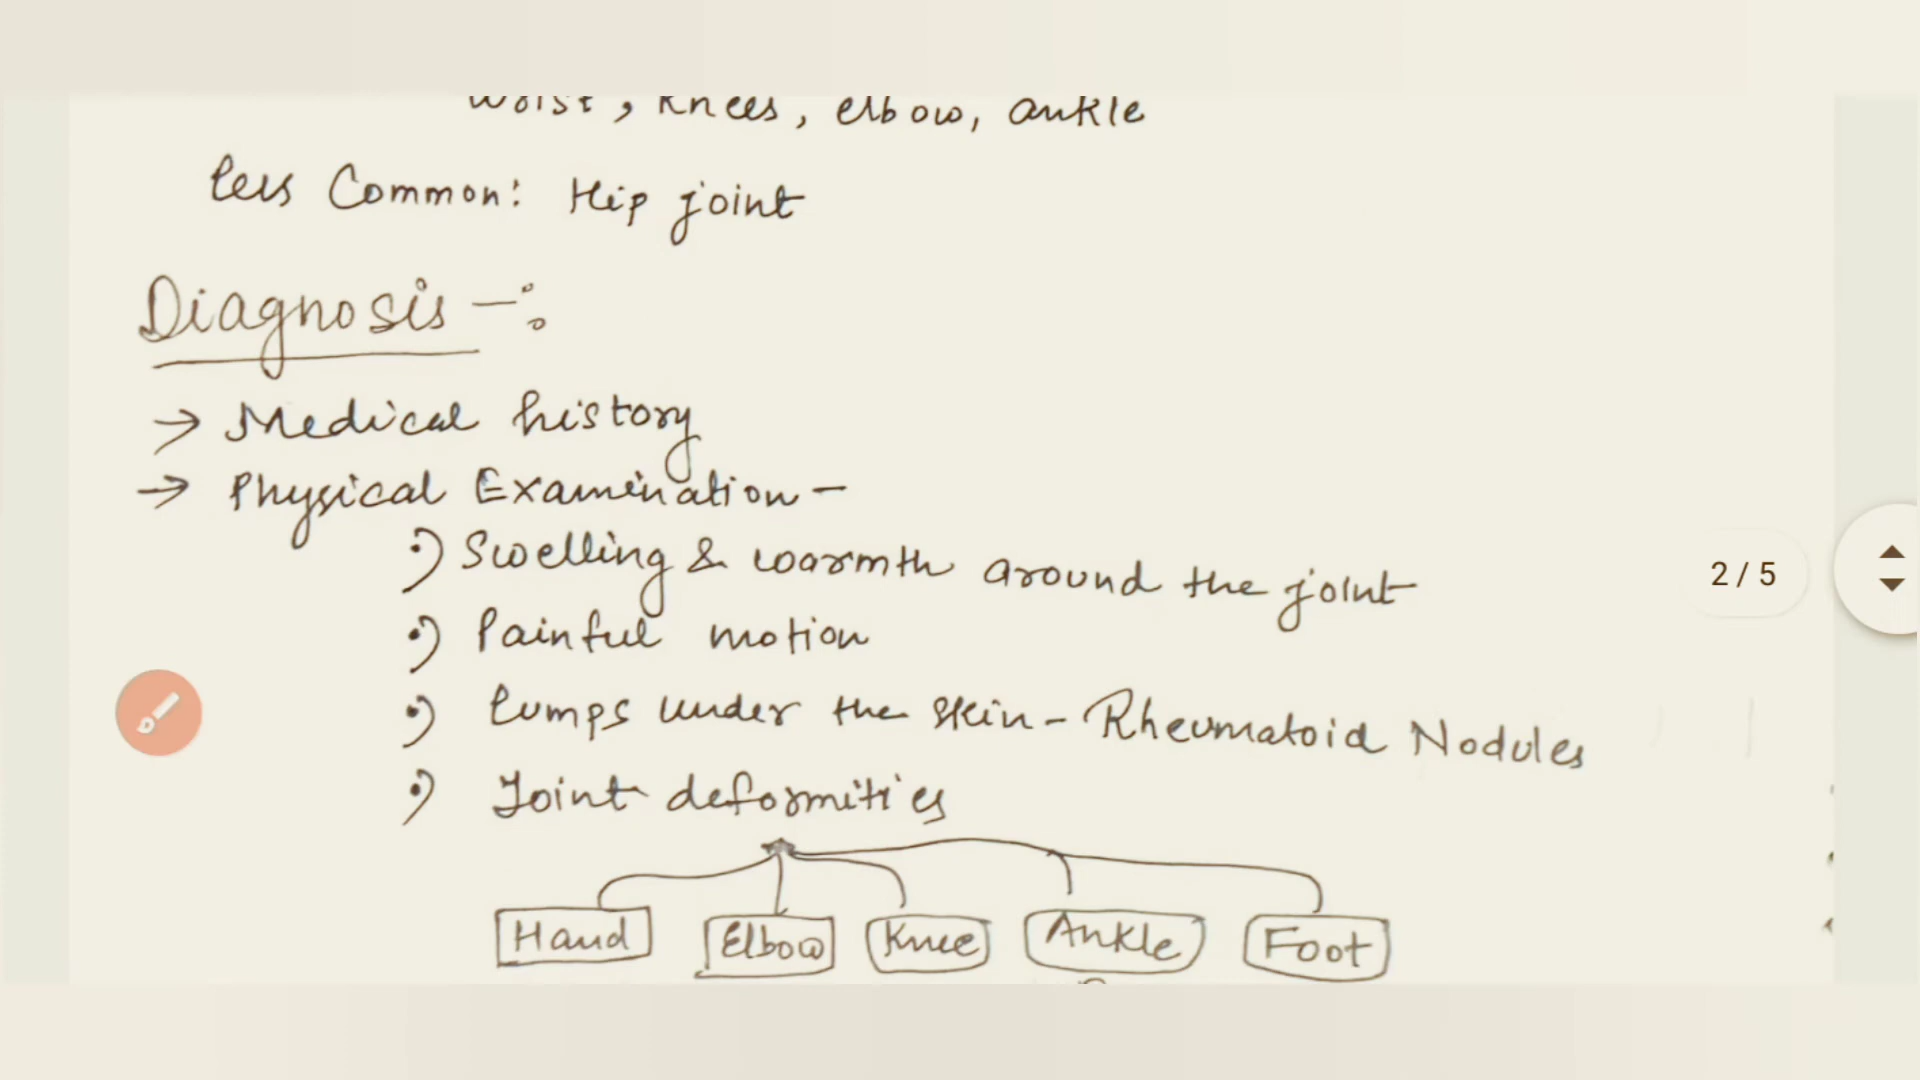 wrist, knees, elbow, ankle
less Common: Hip joint
Diagnosis -:
→ Medical history
→ Physical Examination -
•) Swelling & warmth around the joint
•) Painful motion
•) lumps under the skin - Rheumatoid Nodules
•) Joint deformities
Hand Elbow Knee Ankle Foot
2 / 5